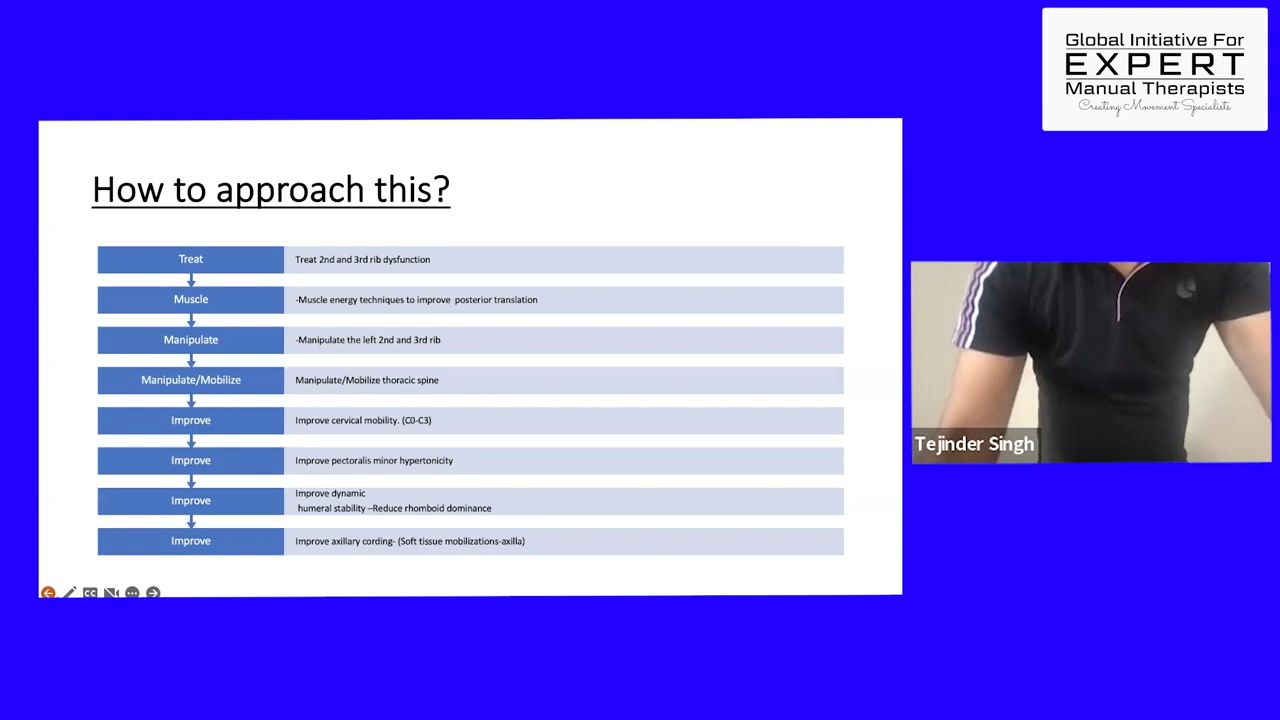 Global Initiative For
EXPERT
Manual Therapists
Creating Movement Specialists
How to approach this?
Treat
Treat 2nd and 3rd rib dysfunction
Muscle
-Muscle energy techniques to improve posterior translation
Manipulate
-Manipulate the left 2nd and 3rd rib
Manipulate/Mobilize
Manipulate/Mobilize thoracic spine
Improve
Improve cervical mobility. (C0-C3)
Improve
Improve pectoralis minor hypertonicity
Improve
Improve dynamic
humeral stability –Reduce rhomboid dominance
Improve
Improve axillary cording- (Soft tissue mobilizations-axilla)
CC
Tejinder Singh